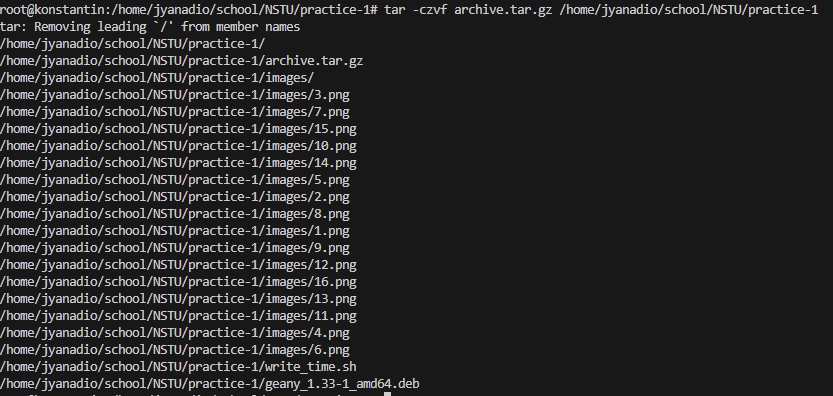 root@konstantin:/home/jyanadio/school/NSTU/practice-1# tar -czvf archive.tar.gz /home/jyanadio/school/NSTU/practice-1
tar: Removing leading `/' from member names
/home/jyanadio/school/NSTU/practice-1/
/home/jyanadio/school/NSTU/practice-1/archive.tar.gz
/home/jyanadio/school/NSTU/practice-1/images/
/home/jyanadio/school/NSTU/practice-1/images/3.png
/home/jyanadio/school/NSTU/practice-1/images/7.png
/home/jyanadio/school/NSTU/practice-1/images/15.png
/home/jyanadio/school/NSTU/practice-1/images/10.png
/home/jyanadio/school/NSTU/practice-1/images/14.png
/home/jyanadio/school/NSTU/practice-1/images/5.png
/home/jyanadio/school/NSTU/practice-1/images/2.png
/home/jyanadio/school/NSTU/practice-1/images/8.png
/home/jyanadio/school/NSTU/practice-1/images/1.png
/home/jyanadio/school/NSTU/practice-1/images/9.png
/home/jyanadio/school/NSTU/practice-1/images/12.png
/home/jyanadio/school/NSTU/practice-1/images/16.png
/home/jyanadio/school/NSTU/practice-1/images/13.png
/home/jyanadio/school/NSTU/practice-1/images/11.png
/home/jyanadio/school/NSTU/practice-1/images/4.png
/home/jyanadio/school/NSTU/practice-1/images/6.png
/home/jyanadio/school/NSTU/practice-1/write_time.sh
/home/jyanadio/school/NSTU/practice-1/geany_1.33-1_amd64.deb